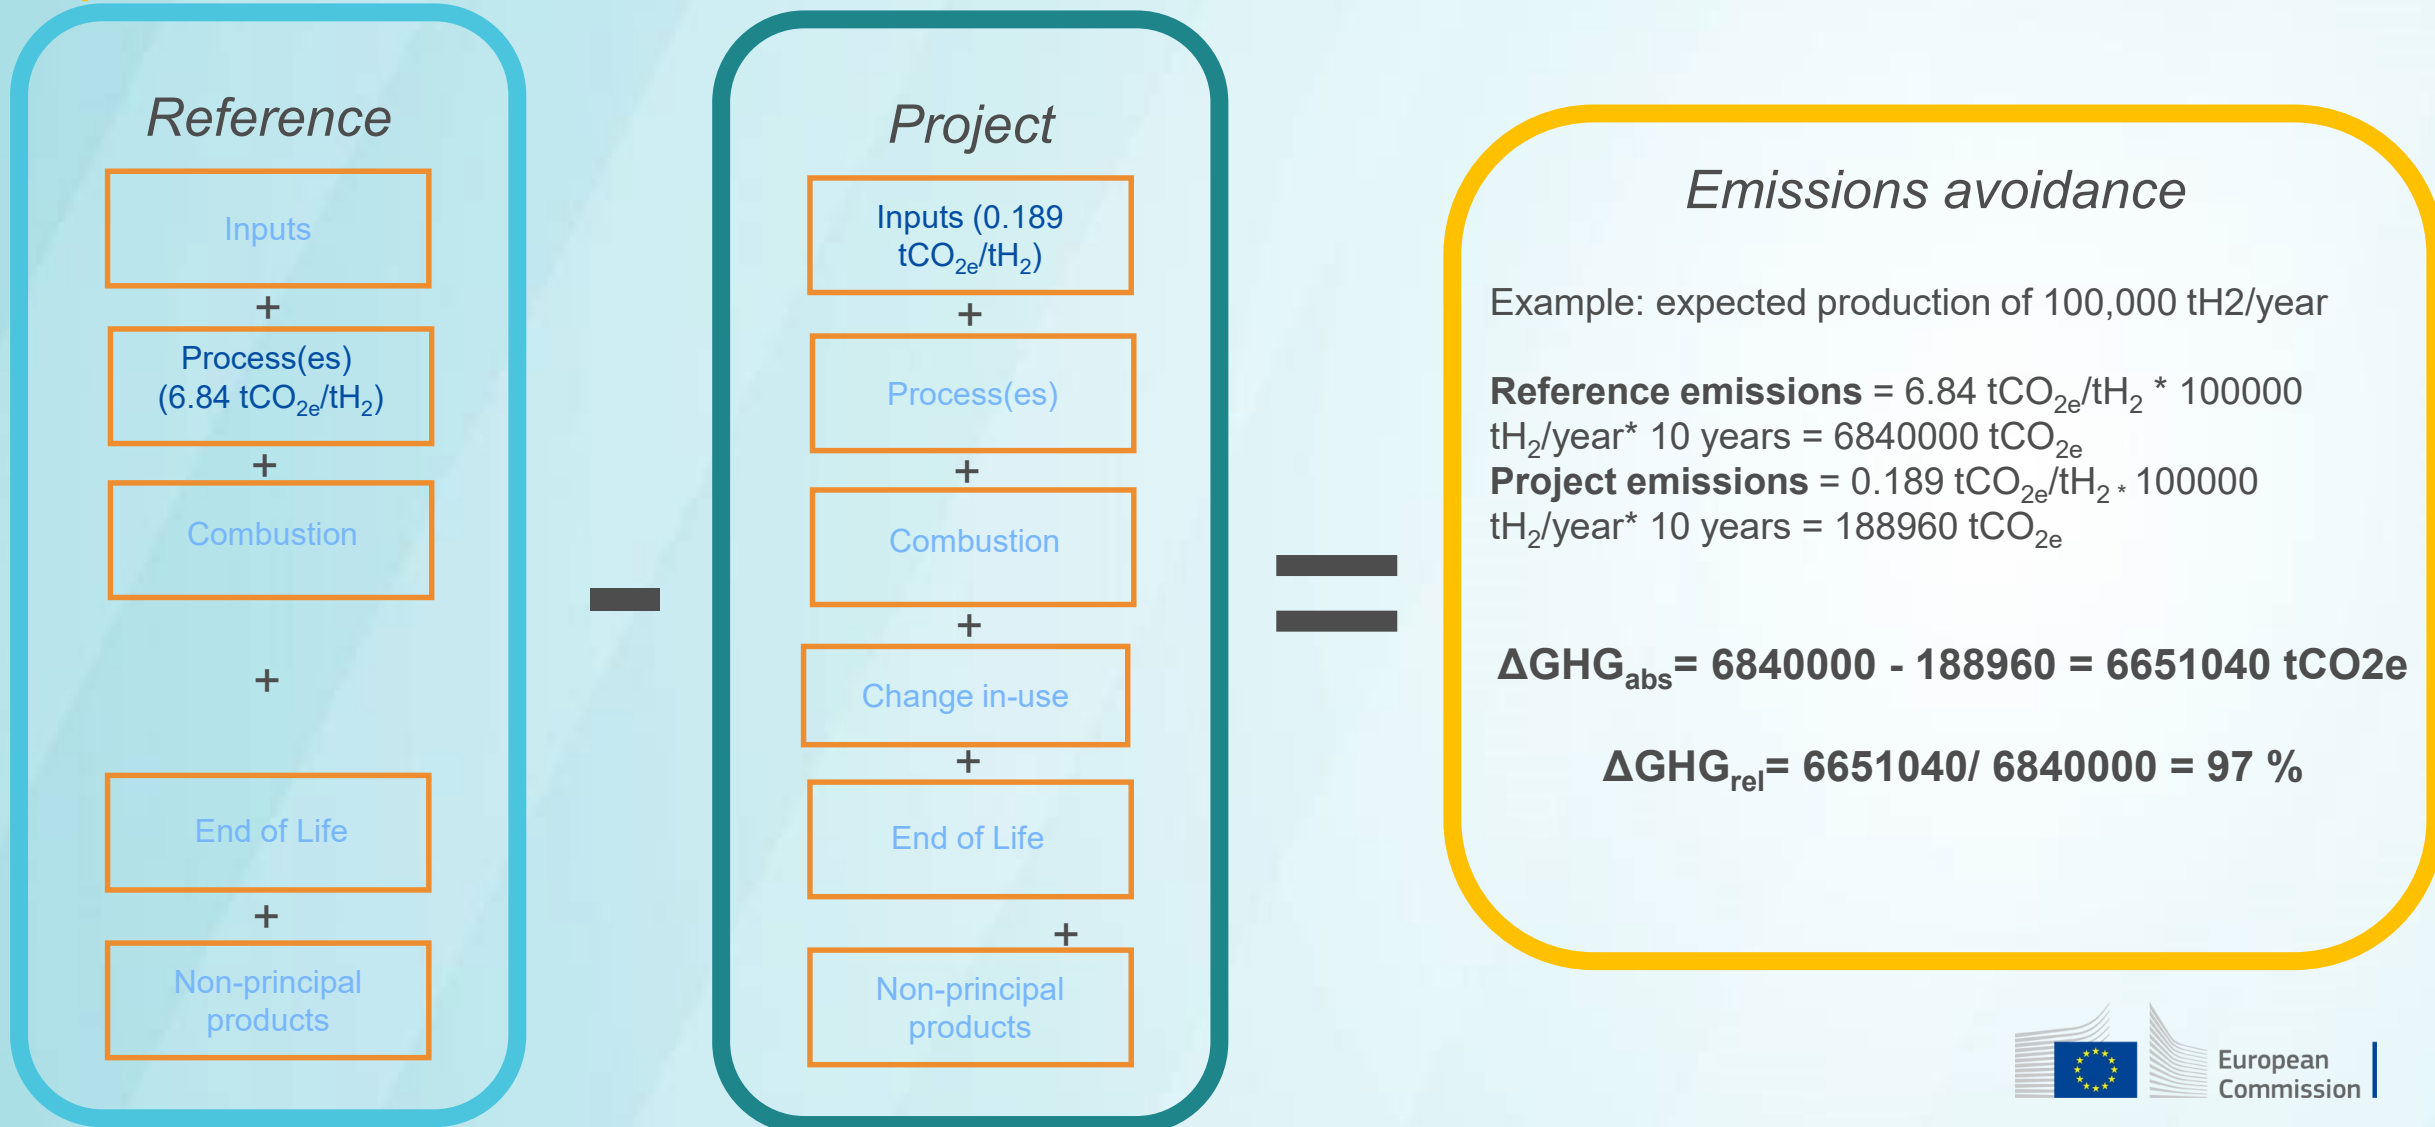 Reference
Inputs
+
Process(es)
(6.84 tCO₂ₑ/tH₂)
+
Combustion
+
End of Life
+
Non-principal
products
-
Project
Inputs (0.189
tCO₂ₑ/tH₂)
+
Process(es)
+
Combustion
+
Change in-use
+
End of Life
+
Non-principal
products
=
Emissions avoidance
Example: expected production of 100,000 tH2/year
Reference emissions = 6.84 tCO₂ₑ/tH₂ * 100000
tH₂/year* 10 years = 6840000 tCO₂ₑ
Project emissions = 0.189 tCO₂ₑ/tH₂ * 100000
tH₂/year* 10 years = 188960 tCO₂ₑ
ΔGHGabs= 6840000 - 188960 = 6651040 tCO2e
ΔGHGrel= 6651040/ 6840000 = 97 %
European
Commission